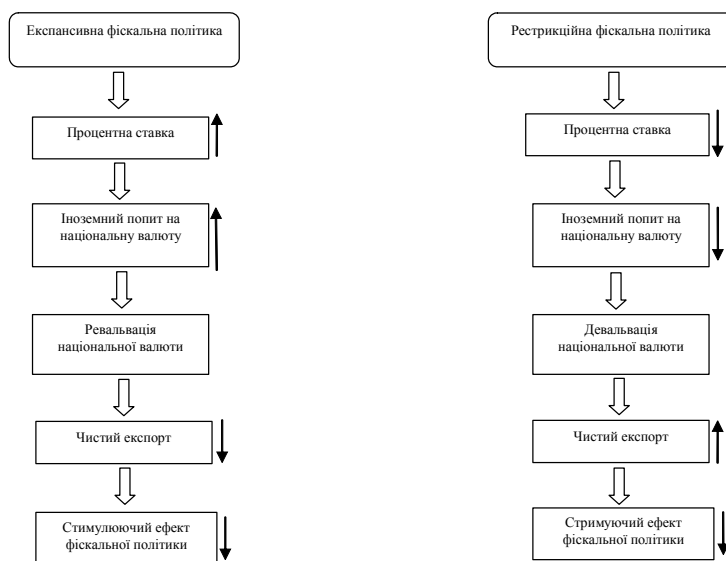 Експансивна фіскальна політика
Процентна ставка
Іноземний попит на
національну валюту
Ревальвація
національної валюти
Чистий експорт
Стимулюючий ефект
фіскальної політики
Рестрикційна фіскальна політика
Процентна ставка
Іноземний попит на
національну валюту
Девальвація
національної валюти
Чистий експорт
Стримуючий ефект
фіскальної політики